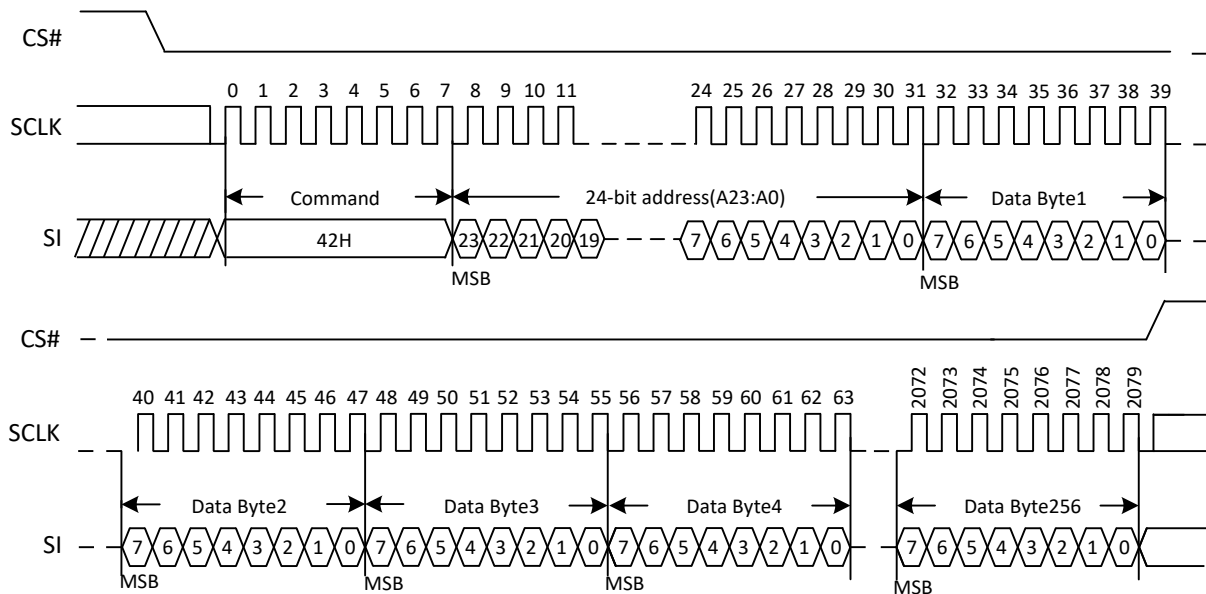 CS#
0 1 2 3 4 5 6 7 8 9 10 11 24 25 26 27 28 29 30 31 32 33 34 35 36 37 38 39
SCLK
Command 24-bit address(A23:A0) Data Byte1
SI 42H 23 22 21 20 19 7 6 5 4 3 2 1 0 7 6 5 4 3 2 1 0
MSB MSB
CS#
40 41 42 43 44 45 46 47 48 49 50 51 52 53 54 55 56 57 58 59 60 61 62 63 2072 2073 2074 2075 2076 2077 2078 2079
SCLK
Data Byte2 Data Byte3 Data Byte4 Data Byte256
SI 7 6 5 4 3 2 1 0 7 6 5 4 3 2 1 0 7 6 5 4 3 2 1 0 7 6 5 4 3 2 1 0
MSB MSB MSB MSB